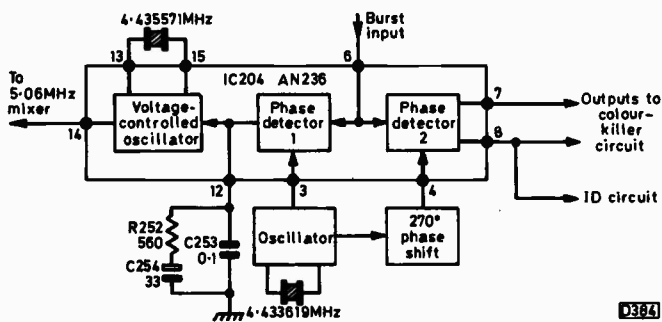 4·435571MHz
Burst
input
13
15
6
To
5·06MHz
mixer
IC204 AN236
7
Voltage-
controlled
oscillator
Phase
detector
1
Phase
detector
2
Outputs to
colour-
killer
circuit
14
8
12
3
4
ID circuit
R252
560
C253
0·1
Oscillator
270°
phase
shift
C254
33
4·433619MHz
D384